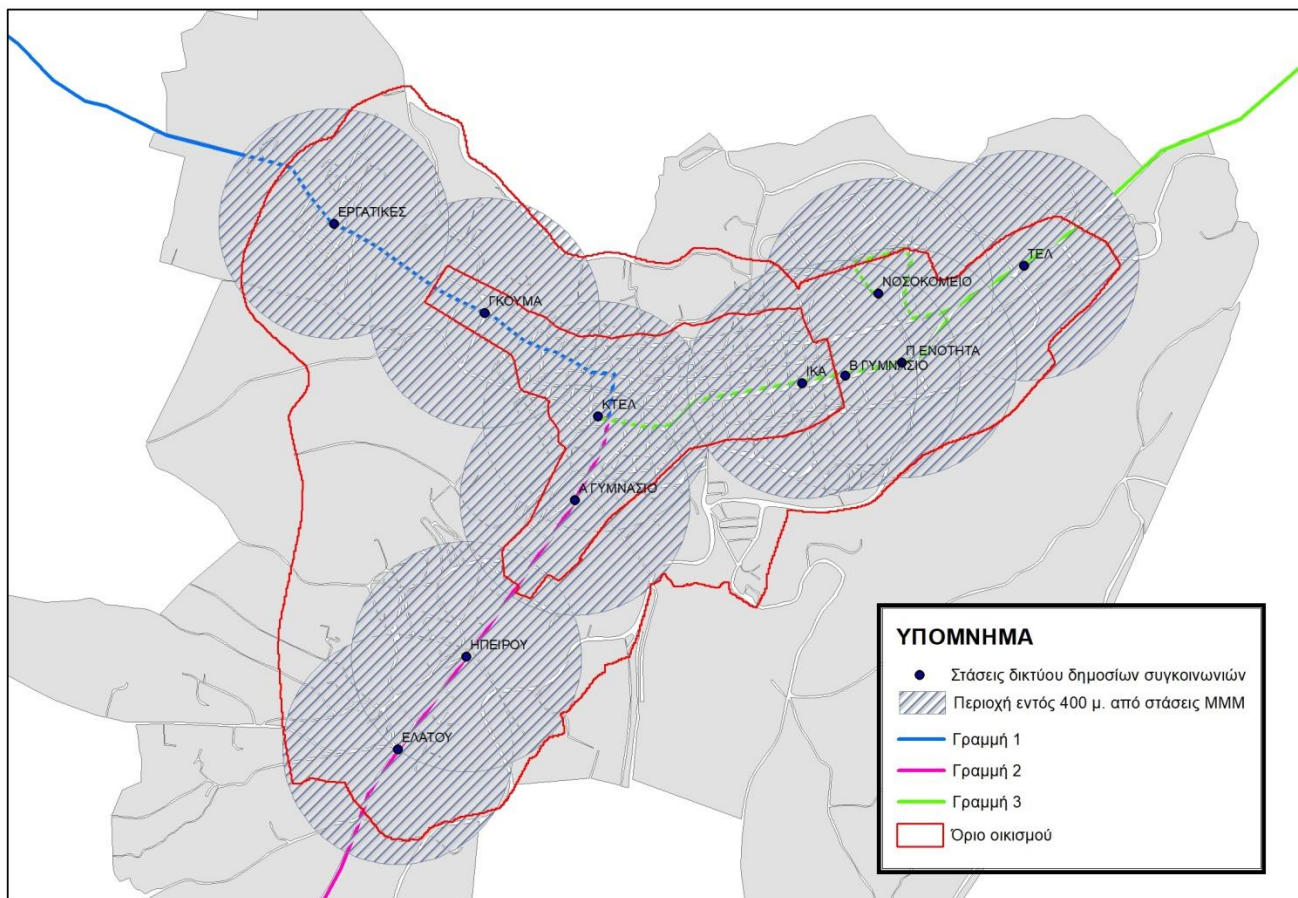 ΕΡΓΑΤΙΚΕΣ
ΓΚΟΥΜΑ
ΤΕΛ
ΝΟΣΟΚΟΜΕΙΟ
Π ΕΝΟΤΗΤΑ
Β ΓΥΜΝΑΣΙΟ
ΙΚΑ
ΚΤΕΛ
Α ΓΥΜΝΑΣΙΟ
ΗΠΕΙΡΟΥ
ΕΛΑΤΟΥ
ΥΠΟΜΝΗΜΑ
Στάσεις δικτύου δημοσίων συγκοινωνιών
Περιοχή εντός 400 μ. από στάσεις ΜΜΜ
Γραμμή 1
Γραμμή 2
Γραμμή 3
Όριο οικισμού